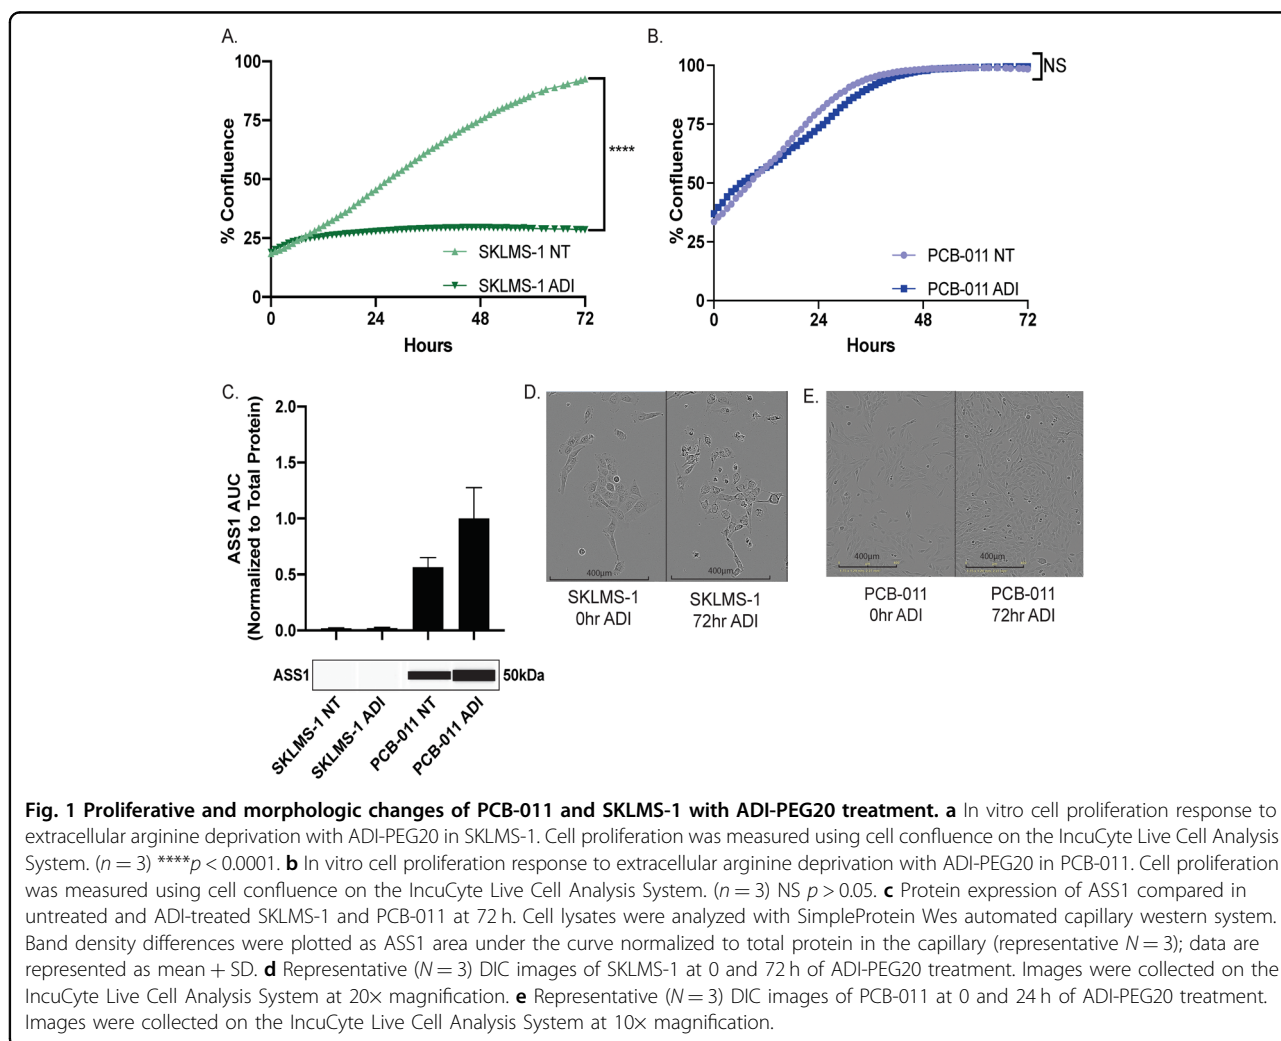 A.
100
75
50
25
0
% Confluence
0 24 48 72
Hours
SKLMS-1 NT
SKLMS-1 ADI
****
B.
100
75
50
25
0
% Confluence
0 24 48 72
Hours
PCB-011 NT
PCB-011 ADI
NS
C.
2.0
1.5
1.0
0.5
0.0
ASS1 AUC
(Normalized to Total Protein)
ASS1
50kDa
SKLMS-1 NT
SKLMS-1 ADI
PCB-011 NT
PCB-011 ADI
D.
400µm
400µm
SKLMS-1
0hr ADI
SKLMS-1
72hr ADI
E.
400µm
400µm
PCB-011
0hr ADI
PCB-011
72hr ADI
Fig. 1 Proliferative and morphologic changes of PCB-011 and SKLMS-1 with ADI-PEG20 treatment. a In vitro cell proliferation response to
extracellular arginine deprivation with ADI-PEG20 in SKLMS-1. Cell proliferation was measured using cell confluence on the IncuCyte Live Cell Analysis
System. (n = 3) ****p < 0.0001. b In vitro cell proliferation response to extracellular arginine deprivation with ADI-PEG20 in PCB-011. Cell proliferation
was measured using cell confluence on the IncuCyte Live Cell Analysis System. (n = 3) NS p > 0.05. c Protein expression of ASS1 compared in
untreated and ADI-treated SKLMS-1 and PCB-011 at 72 h. Cell lysates were analyzed with SimpleProtein Wes automated capillary western system.
Band density differences were plotted as ASS1 area under the curve normalized to total protein in the capillary (representative N = 3); data are
represented as mean + SD. d Representative (N = 3) DIC images of SKLMS-1 at 0 and 72 h of ADI-PEG20 treatment. Images were collected on the
IncuCyte Live Cell Analysis System at 20× magnification. e Representative (N = 3) DIC images of PCB-011 at 0 and 24 h of ADI-PEG20 treatment.
Images were collected on the IncuCyte Live Cell Analysis System at 10× magnification.